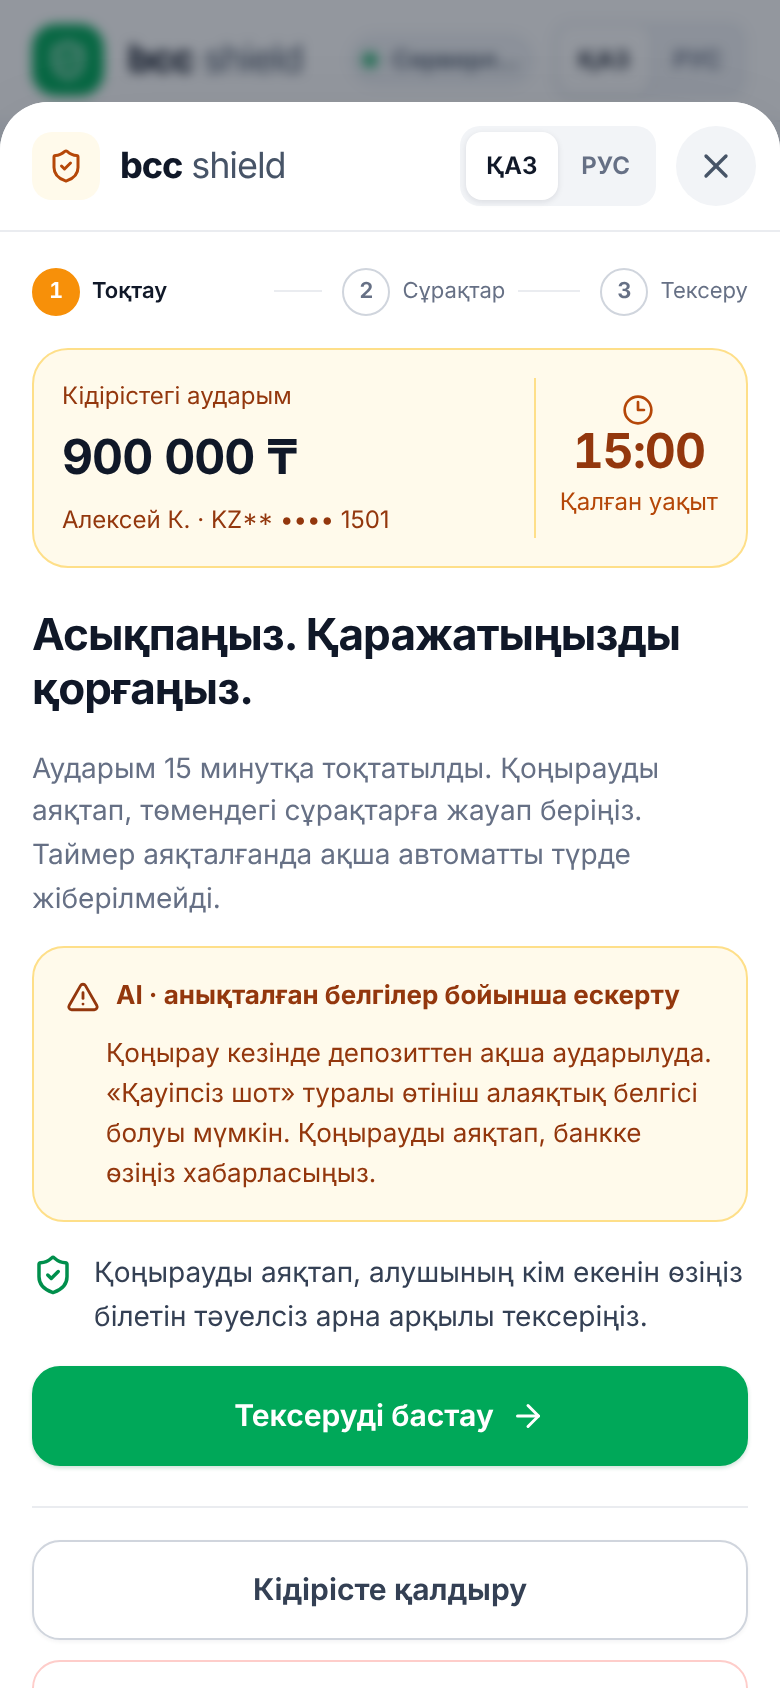 bcc shield
ҚАЗ РУС
bcc shield
ҚАЗ РУС
1 Тоқтау 2 Сұрақтар 3 Тексеру
Кідірістегі аударым
900 000 ₸
Алексей К. · KZ** •••• 1501
15:00
Қалған уақыт
Асықпаңыз. Қаражатыңызды
қорғаңыз.
Аударым 15 минутқа тоқтатылды. Қоңырауды
аяқтап, төмендегі сұрақтарға жауап беріңіз.
Таймер аяқталғанда ақша автоматты түрде
жіберілмейді.
AI · анықталған белгілер бойынша ескерту
Қоңырау кезінде депозиттен ақша аударылуда.
«Қауіпсіз шот» туралы өтініш алаяқтық белгісі
болуы мүмкін. Қоңырауды аяқтап, банкке
өзіңіз хабарласыңыз.
Қоңырауды аяқтап, алушының кім екенін өзіңіз
білетін тәуелсіз арна арқылы тексеріңіз.
Тексеруді бастау
Кідірісте қалдыру